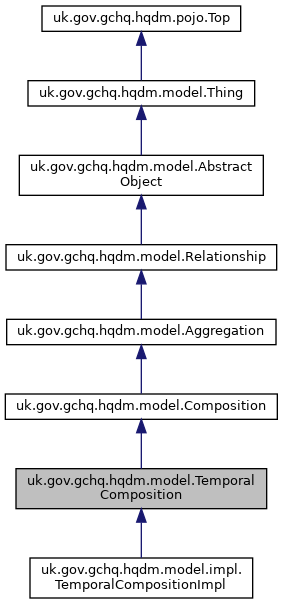 uk.gov.gchq.hqdm.pojo.Top
uk.gov.gchq.hqdm.model.Thing
uk.gov.gchq.hqdm.model.Abstract
Object
uk.gov.gchq.hqdm.model.Relationship
uk.gov.gchq.hqdm.model.Aggregation
uk.gov.gchq.hqdm.model.Composition
uk.gov.gchq.hqdm.model.Temporal
Composition
uk.gov.gchq.hqdm.model.impl.
TemporalCompositionImpl